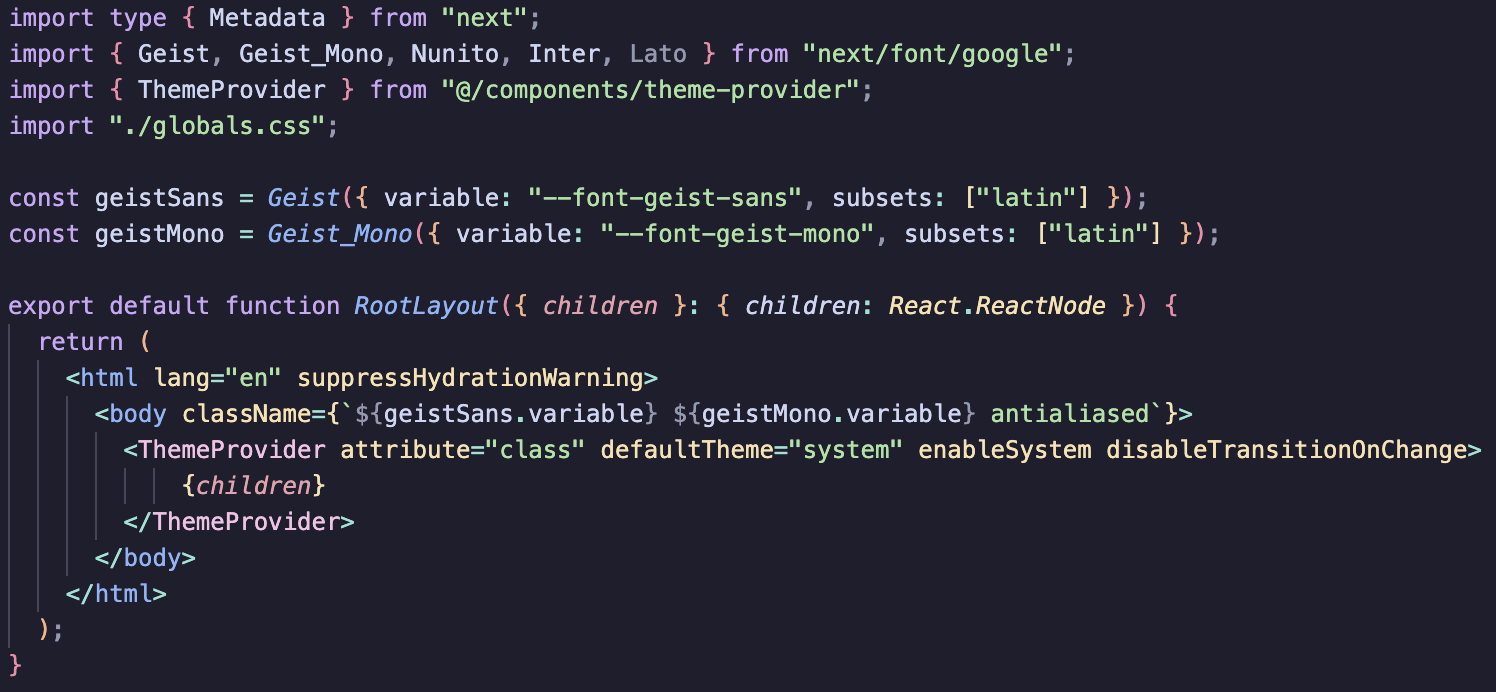 import type { Metadata } from "next";
import { Geist, Geist_Mono, Nunito, Inter, Lato } from "next/font/google";
import { ThemeProvider } from "@/components/theme-provider";
import "./globals.css";

const geistSans = Geist({ variable: "--font-geist-sans", subsets: ["latin"] });
const geistMono = Geist_Mono({ variable: "--font-geist-mono", subsets: ["latin"] });

export default function RootLayout({ children }: { children: React.ReactNode }) {
  return (
    <html lang="en" suppressHydrationWarning>
      <body className={`${geistSans.variable} ${geistMono.variable} antialiased`}>
        <ThemeProvider attribute="class" defaultTheme="system" enableSystem disableTransitionOnChange>
            {children}
        </ThemeProvider>
      </body>
    </html>
  );
}